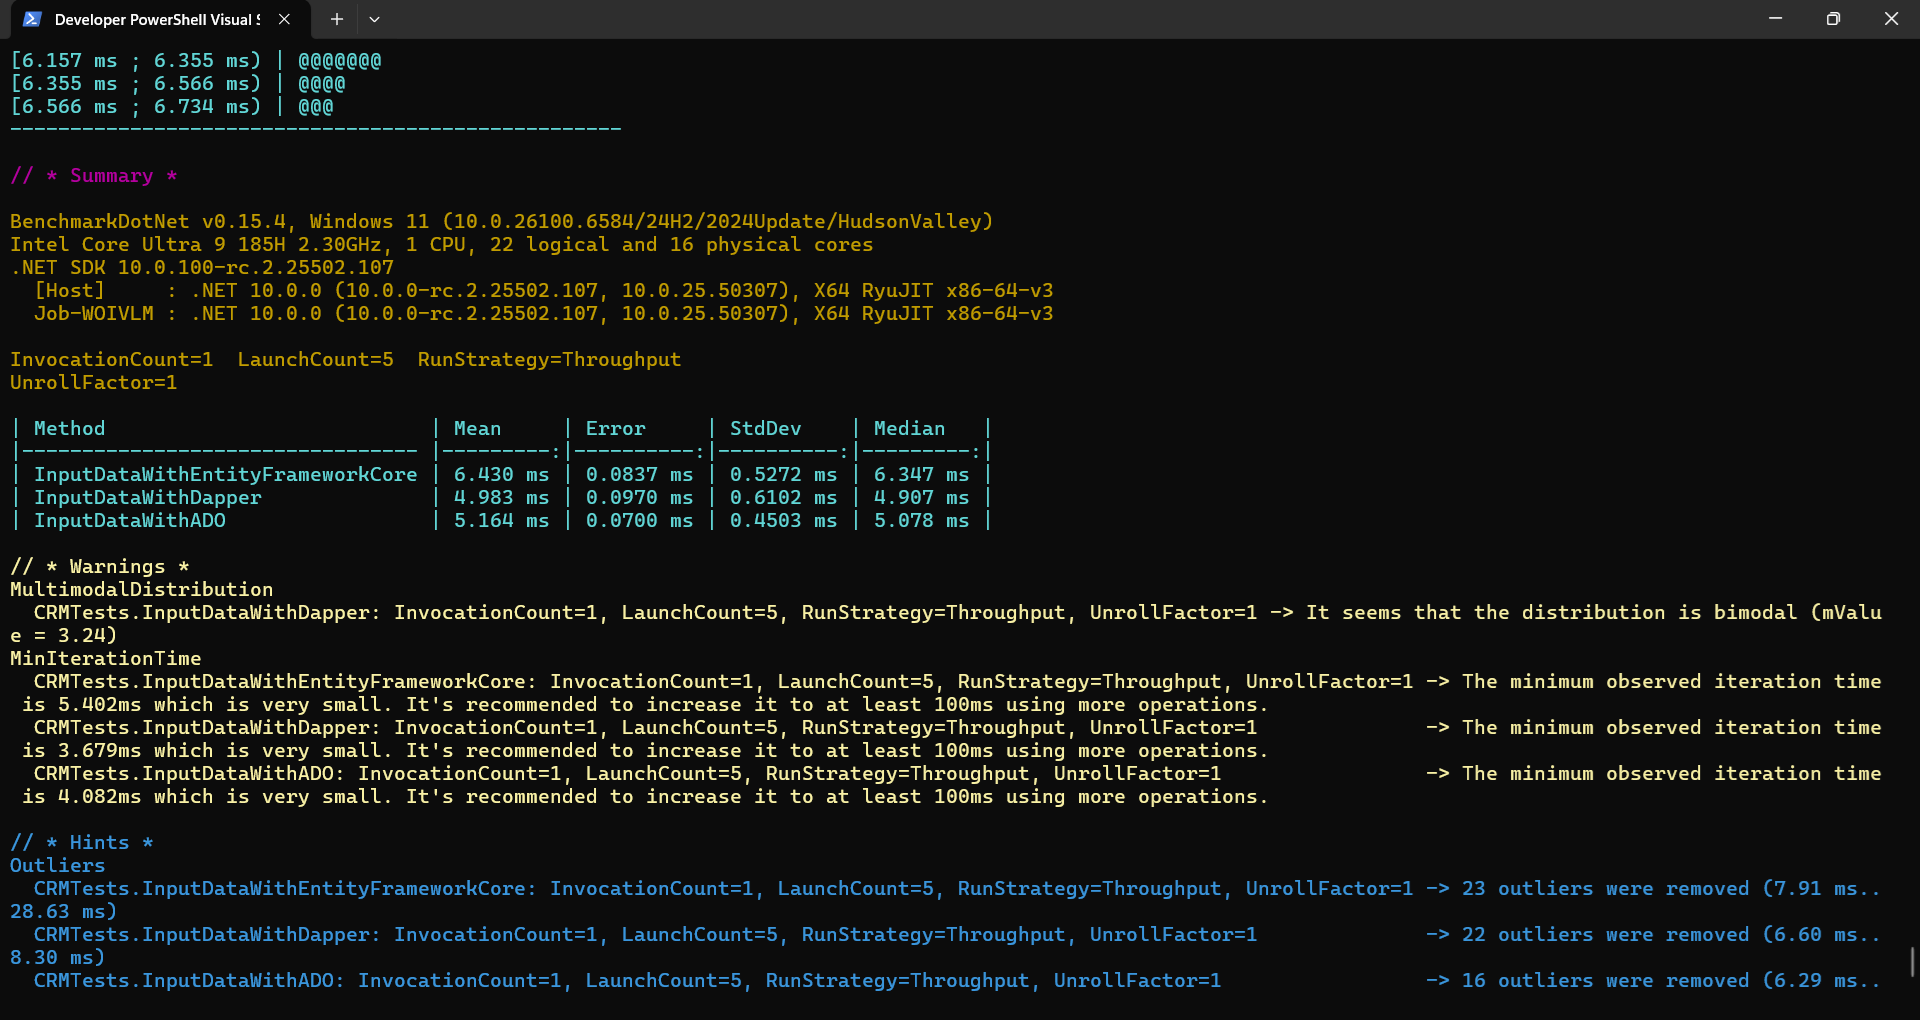 Developer PowerShell Visual S
[6.157 ms ; 6.355 ms) | @@@@@@@
[6.355 ms ; 6.566 ms) | @@@@
[6.566 ms ; 6.734 ms) | @@@
---------------------------------------------------
// * Summary *
BenchmarkDotNet v0.15.4, Windows 11 (10.0.26100.6584/24H2/2024Update/HudsonValley)
Intel Core Ultra 9 185H 2.30GHz, 1 CPU, 22 logical and 16 physical cores
.NET SDK 10.0.100-rc.2.25502.107
  [Host]     : .NET 10.0.0 (10.0.0-rc.2.25502.107, 10.0.25.50307), X64 RyuJIT x86-64-v3
  Job-WOIVLM : .NET 10.0.0 (10.0.0-rc.2.25502.107, 10.0.25.50307), X64 RyuJIT x86-64-v3
InvocationCount=1  LaunchCount=5  RunStrategy=Throughput
UnrollFactor=1
| Method                           | Mean     | Error     | StdDev    | Median   |
|--------------------------------- |---------:|----------:|----------:|---------:|
| InputDataWithEntityFrameworkCore | 6.430 ms | 0.0837 ms | 0.5272 ms | 6.347 ms |
| InputDataWithDapper              | 4.983 ms | 0.0970 ms | 0.6102 ms | 4.907 ms |
| InputDataWithADO                 | 5.164 ms | 0.0700 ms | 0.4503 ms | 5.078 ms |
// * Warnings *
MultimodalDistribution
  CRMTests.InputDataWithDapper: InvocationCount=1, LaunchCount=5, RunStrategy=Throughput, UnrollFactor=1 -> It seems that the distribution is bimodal (mValu
e = 3.24)
MinIterationTime
  CRMTests.InputDataWithEntityFrameworkCore: InvocationCount=1, LaunchCount=5, RunStrategy=Throughput, UnrollFactor=1 -> The minimum observed iteration time
 is 5.402ms which is very small. It's recommended to increase it to at least 100ms using more operations.
  CRMTests.InputDataWithDapper: InvocationCount=1, LaunchCount=5, RunStrategy=Throughput, UnrollFactor=1              -> The minimum observed iteration time
 is 3.679ms which is very small. It's recommended to increase it to at least 100ms using more operations.
  CRMTests.InputDataWithADO: InvocationCount=1, LaunchCount=5, RunStrategy=Throughput, UnrollFactor=1                 -> The minimum observed iteration time
 is 4.082ms which is very small. It's recommended to increase it to at least 100ms using more operations.
// * Hints *
Outliers
  CRMTests.InputDataWithEntityFrameworkCore: InvocationCount=1, LaunchCount=5, RunStrategy=Throughput, UnrollFactor=1 -> 23 outliers were removed (7.91 ms..
28.63 ms)
  CRMTests.InputDataWithDapper: InvocationCount=1, LaunchCount=5, RunStrategy=Throughput, UnrollFactor=1              -> 22 outliers were removed (6.60 ms..
8.30 ms)
  CRMTests.InputDataWithADO: InvocationCount=1, LaunchCount=5, RunStrategy=Throughput, UnrollFactor=1                 -> 16 outliers were removed (6.29 ms..